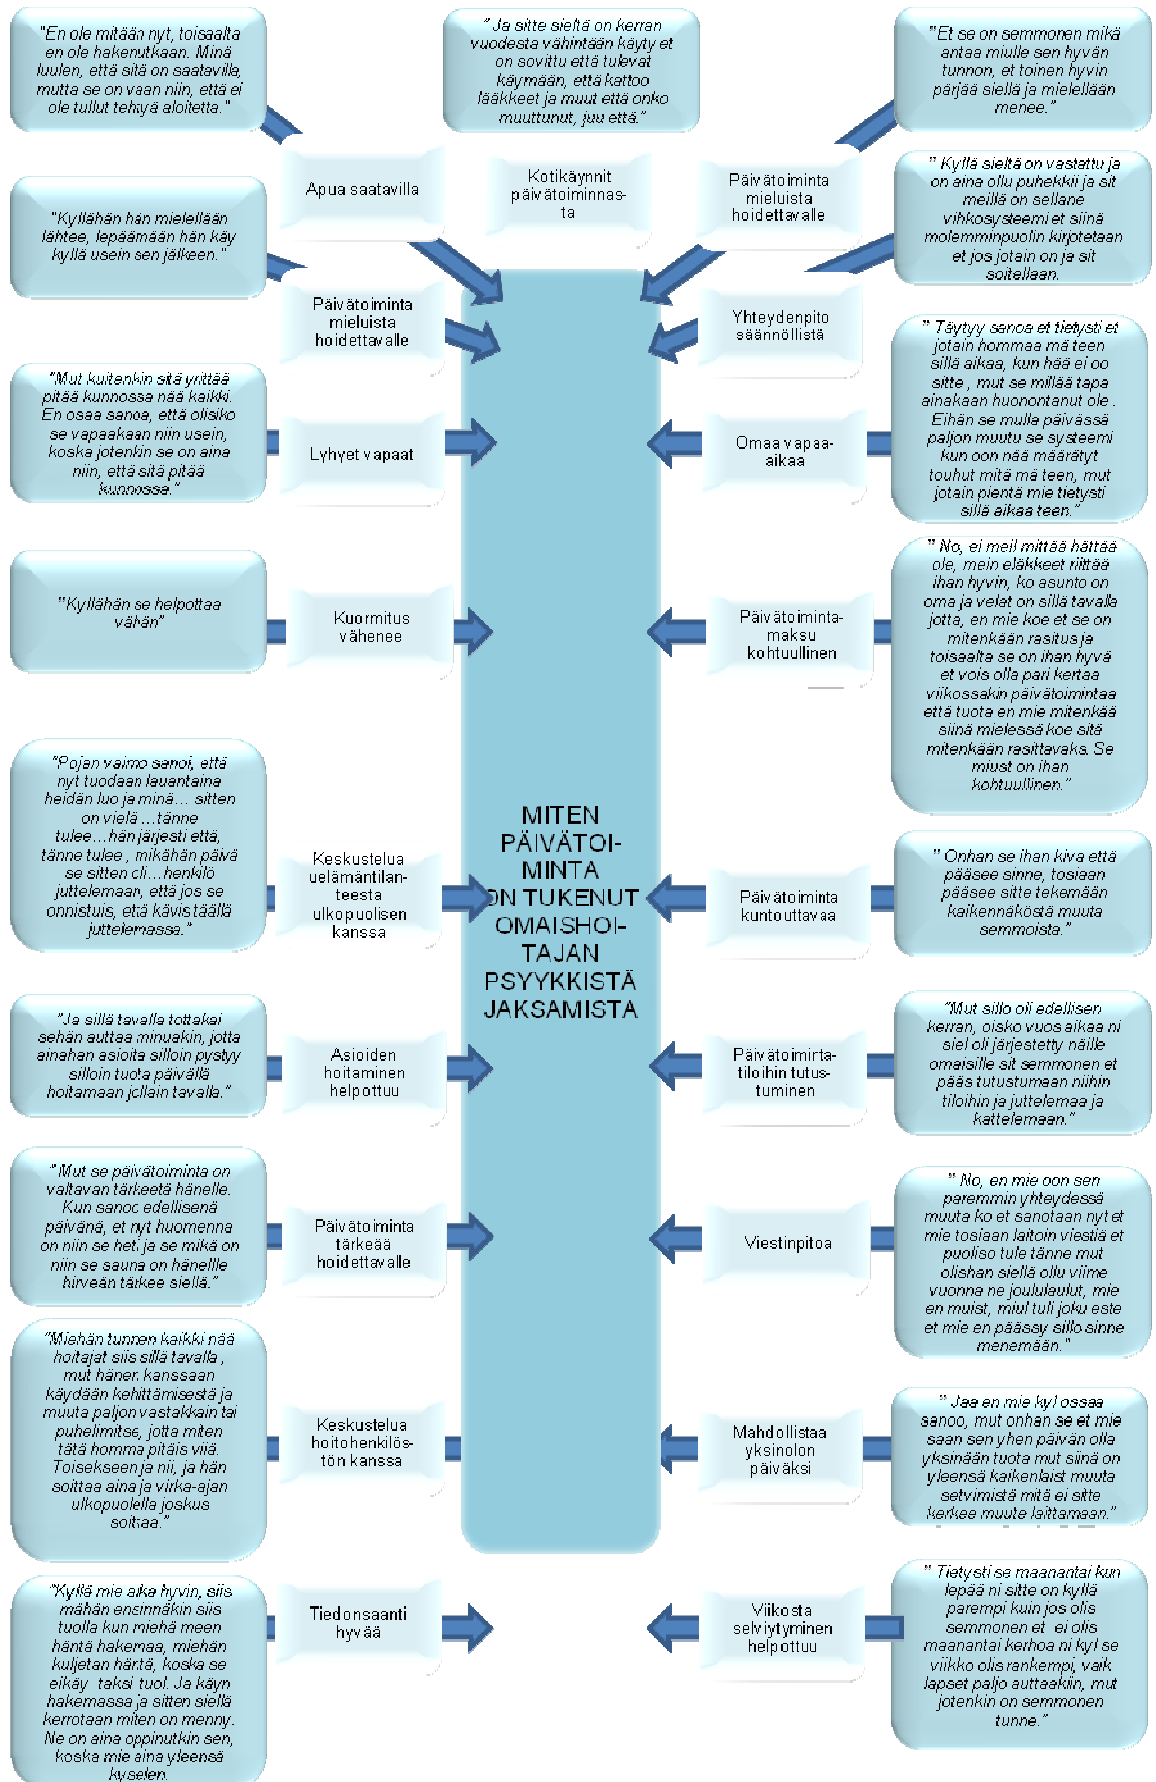 "En ole mitään nyt, toisaalta
en ole hakenutkaan. Minä
luulen, että sitä on saatavilla,
mutta se on vaan niin, että ei
ole tullut tehtyä aloitetta."
Apua saatavilla
"Kyllähän hän mielellään
lähtee, lepäämään hän käy
kyllä usein sen jälkeen."
Päivätoiminta
mieluista
hoidettavalle
"Mut kuitenkin sitä yrittää
pitää kunnossa nää kaikki.
En osaa sanoa, että olisiko
se vapaakaan niin usein,
koska jotenkin se on aina
niin, että sitä pitää
kunnossa."
Lyhyet vapaat
"Kyllähän se helpottaa
vähän"
Kuormitus
vähenee
"Pojan vaimo sanoi, että
nyt tuodaan lauantaina
heidän luo ja minä... sitten
on vielä ...tänne
tulee...hän järjesti että,
tänne tulee , mikähän päivä
se sitten oli...henkilö
juttelemaan, että jos se
onnistuis, että kävis täällä
juttelemassa."
Keskustelua
uelämäntilan-
teesta
ulkopuolisen
kanssa
"Ja sillä tavalla tottakai
sehän auttaa minuakin, jotta
ainahan asioita silloin pystyy
silloin tuota päivällä
hoitamaan jollain tavalla."
Asioiden
hoitaminen
helpottuu
"Mut se päivätoiminta on
valtavan tärkeetä hänelle.
Kun sanoo edellisenä
päivänä, et nyt huomenna
on niin se heti ja se mikä on
niin se sauna on hänellle
hirveän tärkee siellä."
Päivätoiminta
tärkeää
hoidettavalle
"Miehän tunnen kaikki nää
hoitajat siis sillä tavalla ,
mut hänen kanssaan
käydään kehittämisestä ja
muuta paljon vastakkain tai
puhelimitse, jotta miten
tätä homma pitäis viiä.
Toisekseen ja nii, ja hän
soittaa aina ja virka-ajan
ulkopuolella joskus
soittaa."
Keskustelua
hoitohenkilös-
tön kanssa
"Kyllä mie aika hyvin, siis
mähän ensinnäkin siis
tuolla kun miehä meen
häntä hakemaa, miehän
kuljetan häntä, koska se
eikäy taksi tuol. Ja käyn
hakemassa ja sitten siellä
kerrotaan miten on menny.
Ne on aina oppinutkin sen,
koska mie aina yleensä
kyselen.
Tiedonsaanti
hyvää
" Ja sitte sieltä on kerran
vuodesta vähintään käyty et
on sovittu että tulevat
käymään, että kattoo
lääkkeet ja muut että onko
muuttunut, juu että."
Kotikäynnit
päivätoiminnas-
ta
MITEN
PÄIVÄTOI-
MINTA
ON TUKENUT
OMAISHOI-
TAJAN
PSYYKKISTÄ
JAKSAMISTA
"Et se on semmonen mikä
antaa miulle sen hyvän
tunnon, et toinen hyvin
pärjää siellä ja mielellään
menee."
Päivätoiminta
mieluista
hoidettavalle
" Kyllä sieltä on vastattu ja
on aina ollu puhekkii ja sit
meillä on sellane
vihkosysteemi et siinä
molemminpuolin kirjotetaan
et jos jotain on ja sit
soitellaan.
Yhteydenpito
säännöllistä
" Täytyy sanoa et tietysti et
jotain hommaa mä teen
sillä aikaa, kun hää ei oo
sitte , mut se millää tapa
ainakaan huonontanut ole .
Eihän se mulla päivässä
paljon muutu se systeemi
kun oon nää määrätyt
touhut mitä mä teen, mut
jotain pientä mie tietysti
sillä aikaa teen."
Omaa vapaa-
aikaa
" No, ei meil mittää hättää
ole, mein eläkkeet riittää
ihan hyvin, ko asunto on
oma ja velat on sillä tavalla
jotta, en mie koe et se on
mitenkään rasitus ja
toisaalta se on ihan hyvä
et vois olla pari kertaa
viikossakin päivätoimintaa
että tuota en mie mitenkää
siinä mielessä koe sitä
mitenkään rasittavaks. Se
miust on ihan
kohtuullinen."
Päivätoiminta-
maksu
kohtuullinen
" Onhan se ihan kiva että
pääsee sinne, tosiaan
pääsee sitte tekemään
kaikennäköstä muuta
semmoista."
Päivätoiminta
kuntouttavaa
"Mut sillo oli edellisen
kerran, oisko vuos aikaa ni
siel oli järjestetty näille
omaisille sit semmonen et
pääs tutustumaan niihin
tiloihin ja juttelemaa ja
kattelemaan."
Päivätoiminta-
tiloihin tutus-
tuminen
" No, en mie oon sen
paremmin yhteydessä
muuta ko et sanotaan nyt et
mie tosiaan laitoin viestiä et
puoliso tule tänne mut
olishan siellä ollu viime
vuonna ne joululaulut, mie
en muist, miul tuli joku este
et mie en päässy sillo sinne
menemään."
Viestinpitoa
" Jaa en mie kyl ossaa
sanoo, mut onhan se et mie
saan sen yhen päivän olla
yksinään tuota mut siinä on
yleensä kaikenlaist muuta
selvimistä mitä ei sitte
kerkee muute laittamaan."
Mahdollistaa
yksinolon
päiväksi
" Tietysti se maanantai kun
lepää ni sitte on kyllä
parempi kuin jos olis
semmonen et ei olis
maanantai kerhoa ni kyl se
viikko olis rankempi, vaik
lapset paljo auttaakiin, mut
jotenkin on semmonen
tunne."
Viikosta
selviytyminen
helpottuu